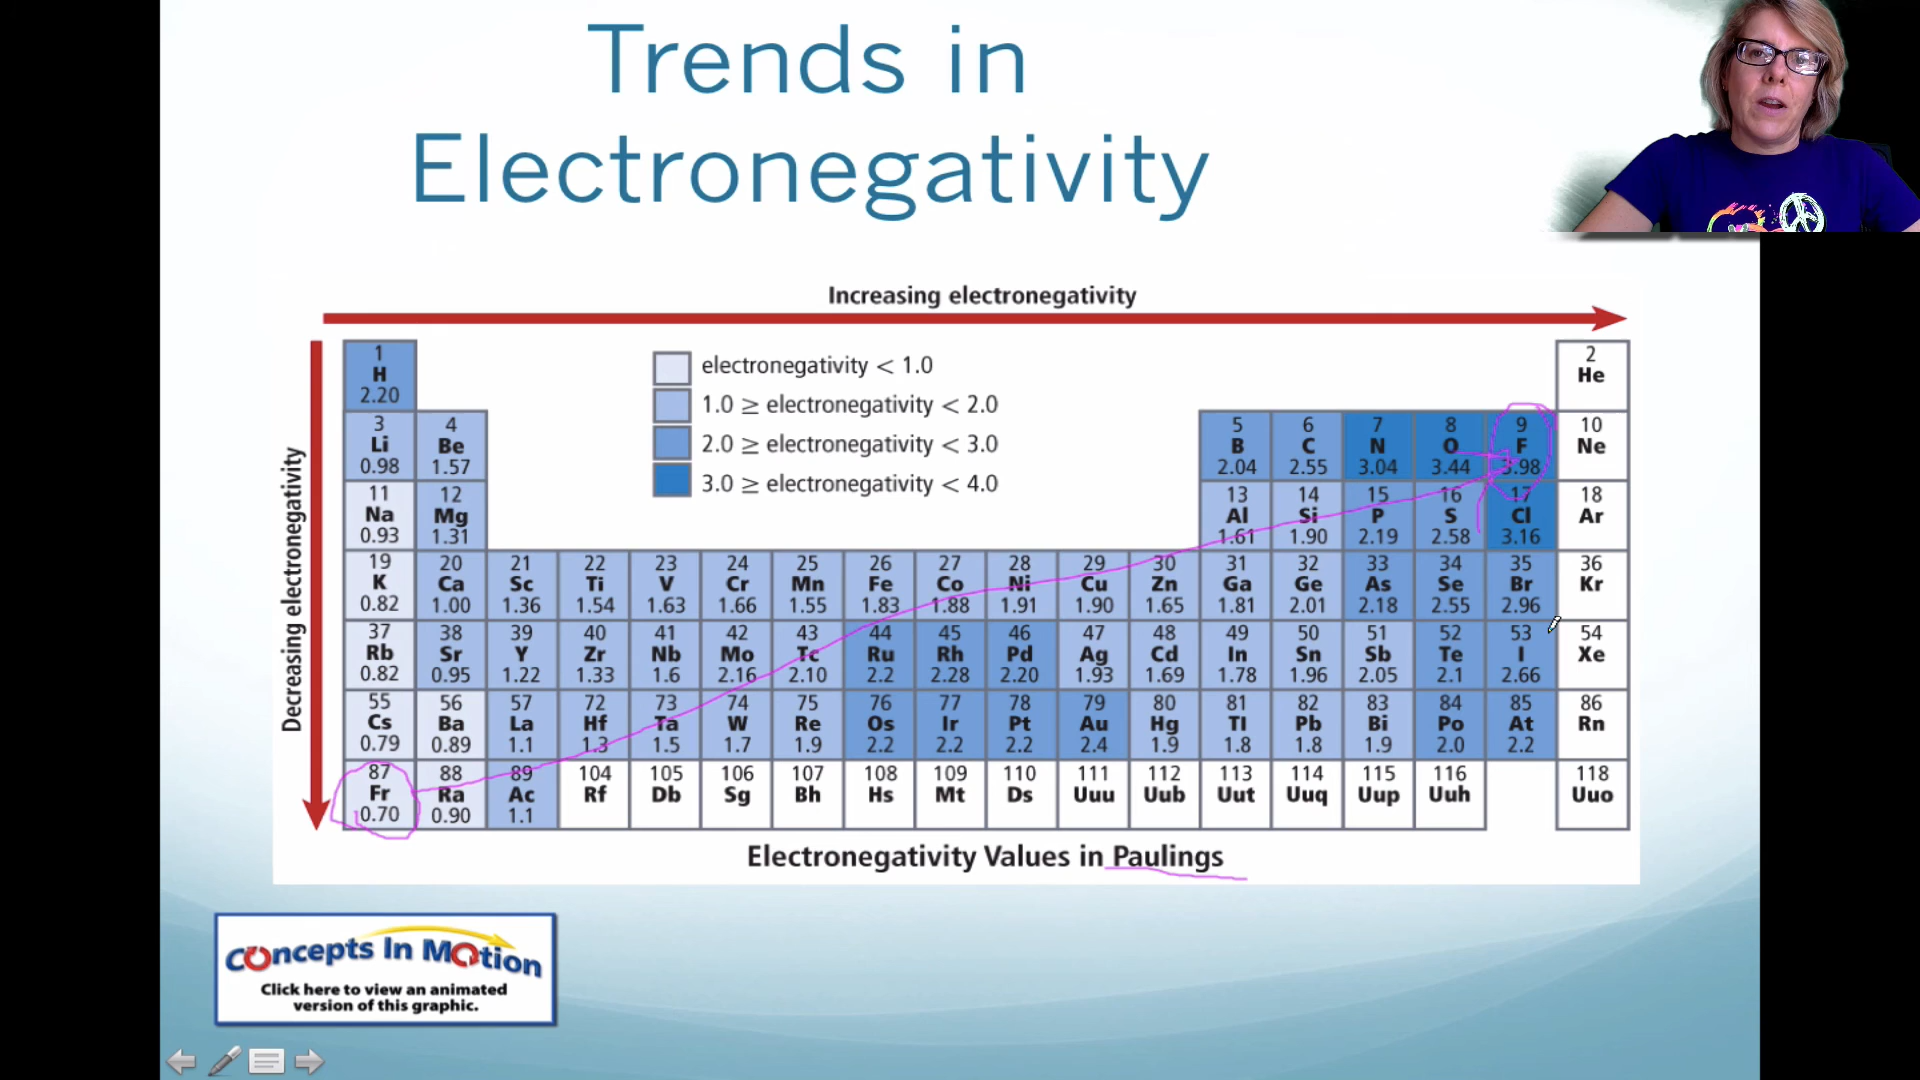 Trends in
Electronegativity
Increasing electronegativity
Decreasing electronegativity
electronegativity < 1.0
1.0 ≥ electronegativity < 2.0
2.0 ≥ electronegativity < 3.0
3.0 ≥ electronegativity < 4.0
1 2
H He
2.20
3 4 5 6 7 8 9 10
Li Be B C N O F Ne
0.98 1.57 2.04 2.55 3.04 3.44 3.98
11 12 13 14 15 16 17 18
Na Mg Al Si P S Cl Ar
0.93 1.31 1.61 1.90 2.19 2.58 3.16
19 20 21 22 23 24 25 26 27 28 29 30 31 32 33 34 35 36
K Ca Sc Ti V Cr Mn Fe Co Ni Cu Zn Ga Ge As Se Br Kr
0.82 1.00 1.36 1.54 1.63 1.66 1.55 1.83 1.88 1.91 1.90 1.65 1.81 2.01 2.18 2.55 2.96
37 38 39 40 41 42 43 44 45 46 47 48 49 50 51 52 53 54
Rb Sr Y Zr Nb Mo Tc Ru Rh Pd Ag Cd In Sn Sb Te I Xe
0.82 0.95 1.22 1.33 1.6 2.16 2.10 2.2 2.28 2.20 1.93 1.69 1.78 1.96 2.05 2.1 2.66
55 56 57 72 73 74 75 76 77 78 79 80 81 82 83 84 85 86
Cs Ba La Hf Ta W Re Os Ir Pt Au Hg Tl Pb Bi Po At Rn
0.79 0.89 1.1 1.3 1.5 1.7 1.9 2.2 2.2 2.2 2.4 1.9 1.8 1.8 1.9 2.0 2.2
87 88 89 104 105 106 107 108 109 110 111 112 113 114 115 116 118
Fr Ra Ac Rf Db Sg Bh Hs Mt Ds Uuu Uub Uut Uuq Uup Uuh Uuo
0.70 0.90 1.1
Electronegativity Values in Paulings
Concepts In Motion
Click here to view an animated
version of this graphic.